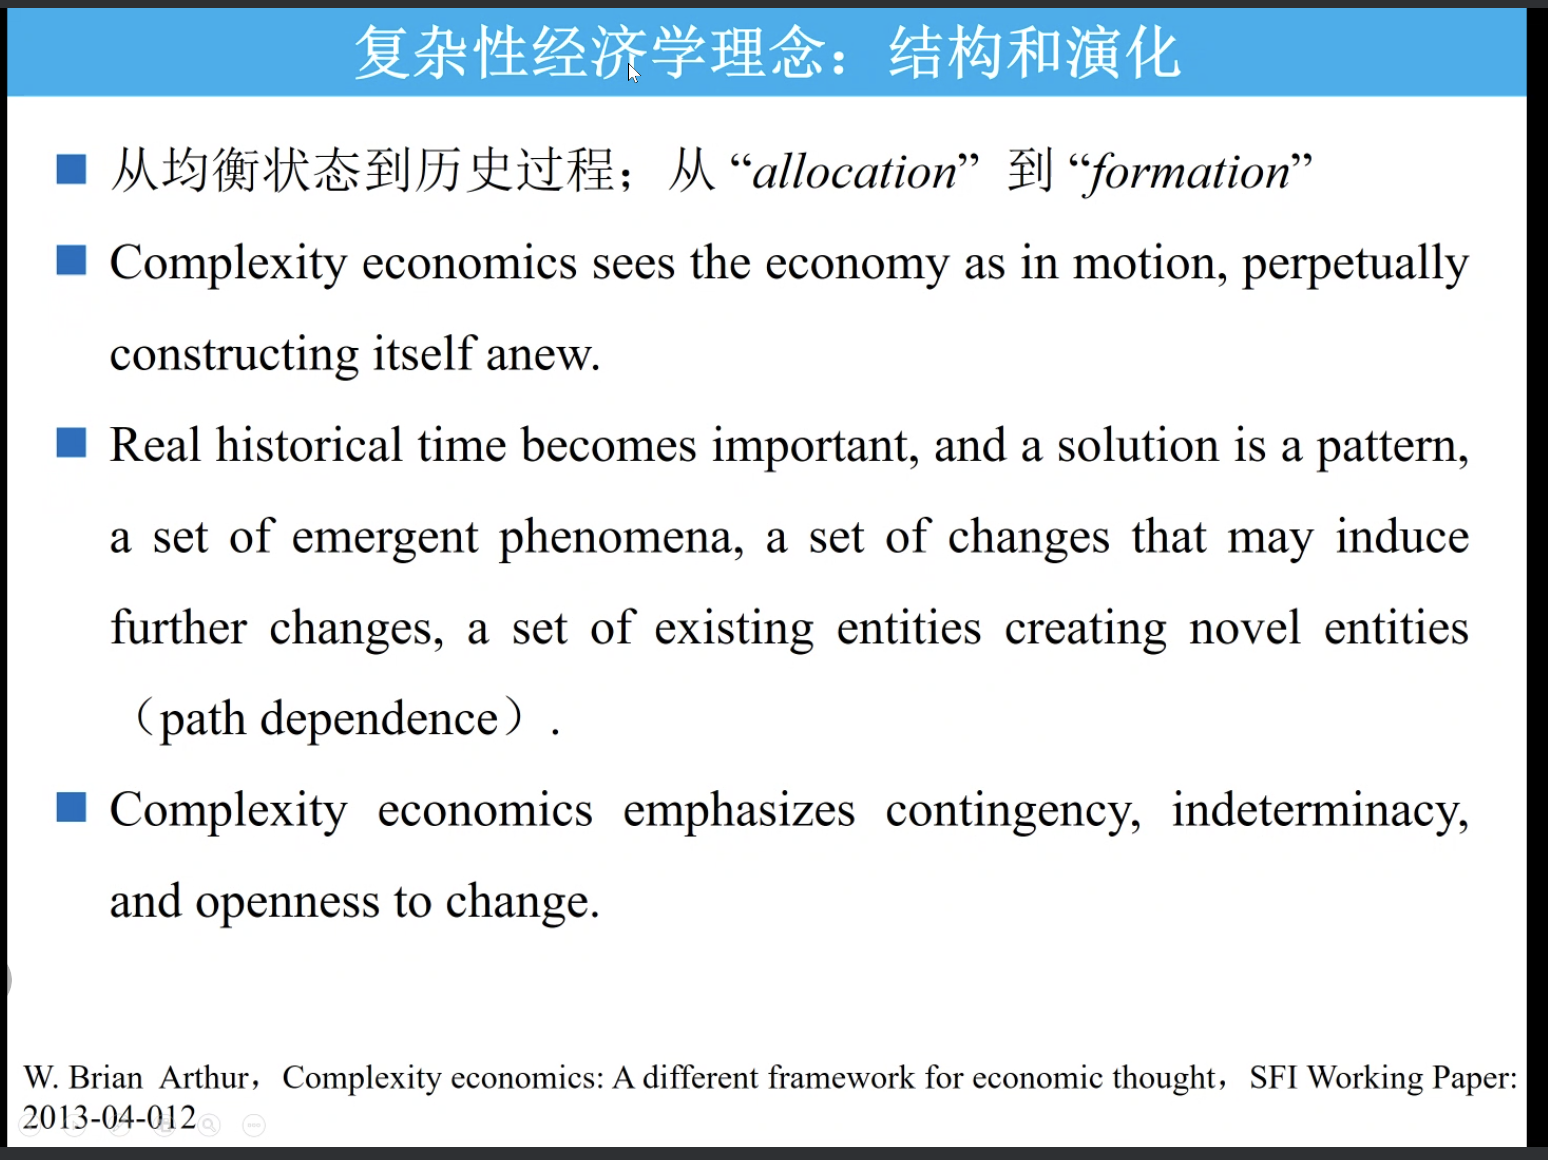 复杂性经济学理念：结构和演化
从均衡状态到历史过程；从“allocation” 到“formation”
Complexity economics sees the economy as in motion, perpetually
constructing itself anew.
Real historical time becomes important, and a solution is a pattern,
a set of emergent phenomena, a set of changes that may induce
further changes, a set of existing entities creating novel entities
（path dependence）.
Complexity economics emphasizes contingency, indeterminacy,
and openness to change.
W. Brian Arthur，Complexity economics: A different framework for economic thought，SFI Working Paper:
2013-04-012